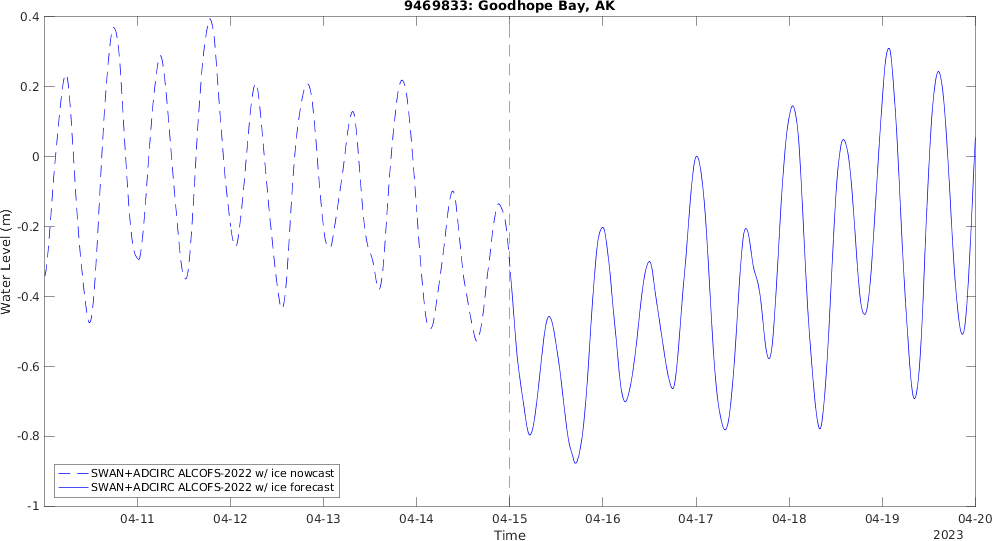 9469833: Goodhope Bay, AK
Water Level (m)
0.4
0.2
0
-0.2
-0.4
-0.6
-0.8
-1
SWAN+ADCIRC ALCOFS-2022 w/ ice nowcast
SWAN+ADCIRC ALCOFS-2022 w/ ice forecast
04-11 04-12 04-13 04-14 04-15 04-16 04-17 04-18 04-19 04-20
Time
2023